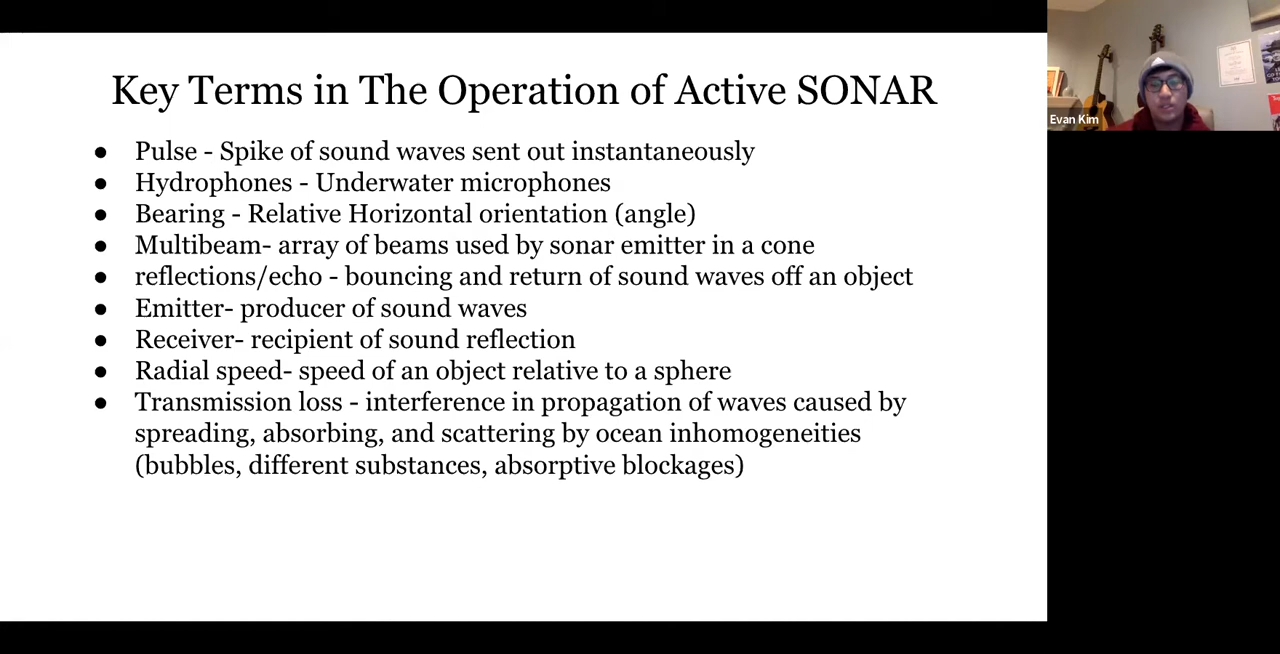 Key Terms in The Operation of Active SONAR
● Pulse - Spike of sound waves sent out instantaneously
● Hydrophones - Underwater microphones
● Bearing - Relative Horizontal orientation (angle)
● Multibeam- array of beams used by sonar emitter in a cone
● reflections/echo - bouncing and return of sound waves off an object
● Emitter- producer of sound waves
● Receiver- recipient of sound reflection
● Radial speed- speed of an object relative to a sphere
● Transmission loss - interference in propagation of waves caused by
spreading, absorbing, and scattering by ocean inhomogeneities
(bubbles, different substances, absorptive blockages)
Evan Kim